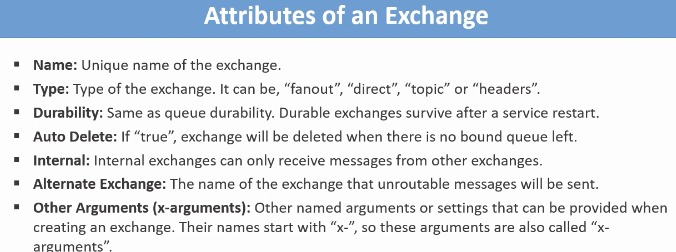 Attributes of an Exchange
▪ Name: Unique name of the exchange.
▪ Type: Type of the exchange. It can be, “fanout”, “direct”, “topic” or “headers”.
▪ Durability: Same as queue durability. Durable exchanges survive after a service restart.
▪ Auto Delete: If “true”, exchange will be deleted when there is no bound queue left.
▪ Internal: Internal exchanges can only receive messages from other exchanges.
▪ Alternate Exchange: The name of the exchange that unroutable messages will be sent.
▪ Other Arguments (x-arguments): Other named arguments or settings that can be provided when
creating an exchange. Their names start with “x-”, so these arguments are also called “x-
arguments”.